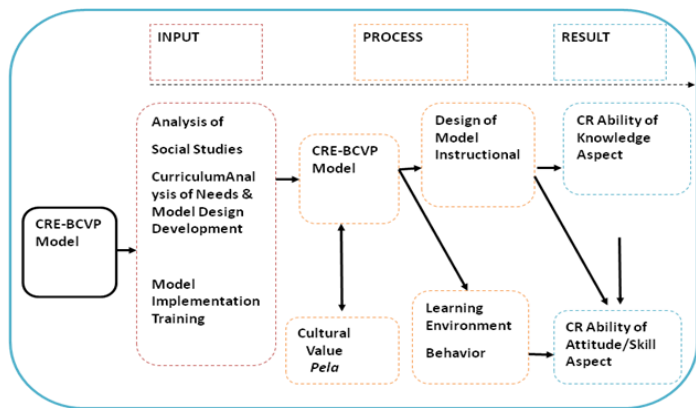 INPUT
PROCESS
RESULT
CRE-BCVP
Model
Analysis of
Social Studies
CurriculumAnal
ysis of Needs &
Model Design
Development
Model
Implementation
Training
CRE-BCVP
Model
Cultural
Value
Pela
Design of
Model
Instructional
Learning
Environment
Behavior
CR Ability of
Knowledge
Aspect
CR Ability of
Attitude/Skill
Aspect